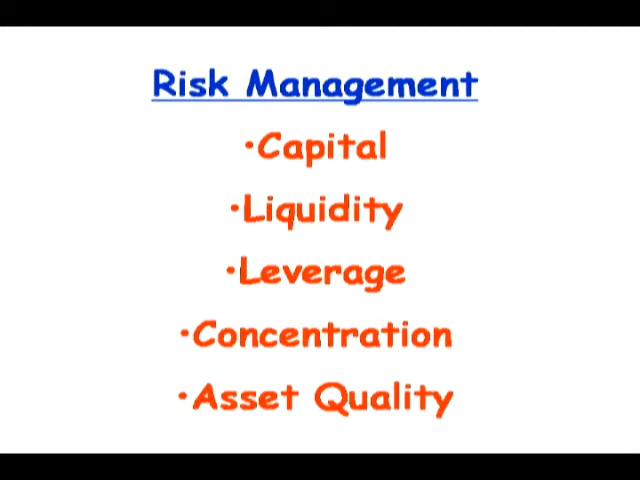 Risk Management
•Capital
•Liquidity
•Leverage
•Concentration
•Asset Quality